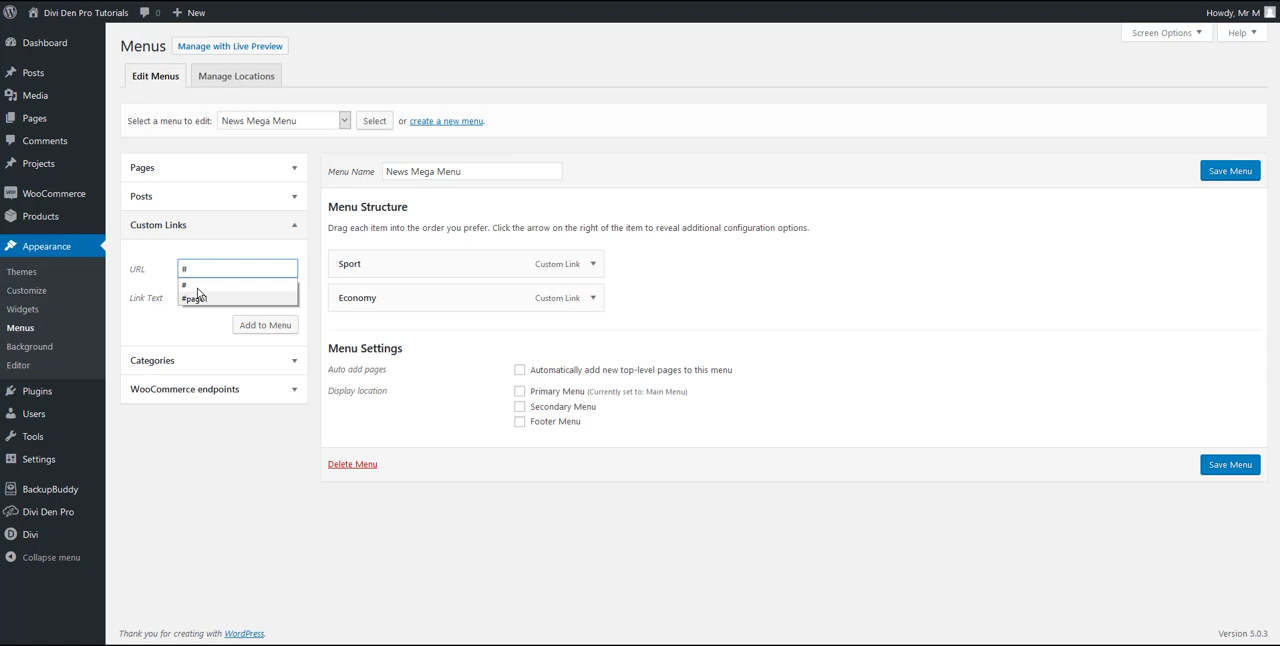 Divi Den Pro Tutorials 0 New Howdy, Mr M
Dashboard
Posts
Media
Pages
Comments
Projects
WooCommerce
Products
Appearance
Themes
Customize
Widgets
Menus
Background
Editor
Plugins
Users
Tools
Settings
BackupBuddy
Divi Den Pro
Divi
Collapse menu
Screen Options Help
Menus Manage with Live Preview
Edit Menus Manage Locations
Select a menu to edit: News Mega Menu Select or create a new menu.
Pages
Posts
Custom Links
URL #
#
Link Text
Add to Menu
Categories
WooCommerce endpoints
Menu Name News Mega Menu Save Menu
Menu Structure
Drag each item into the order you prefer. Click the arrow on the right of the item to reveal additional configuration options.
Sport Custom Link
Economy Custom Link
Menu Settings
Auto add pages Automatically add new top-level pages to this menu
Display location Primary Menu (Currently set to: Main Menu)
Secondary Menu
Footer Menu
Delete Menu Save Menu
Thank you for creating with WordPress. Version 5.0.3